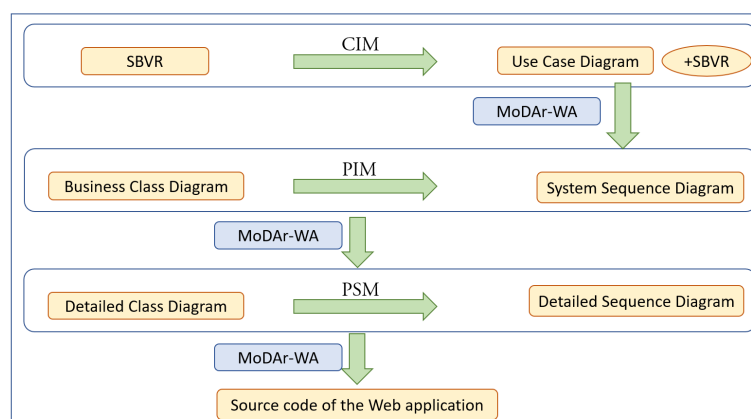 CIM
SBVR
Use Case Diagram
+SBVR
MoDAr-WA
PIM
Business Class Diagram
System Sequence Diagram
MoDAr-WA
PSM
Detailed Class Diagram
Detailed Sequence Diagram
MoDAr-WA
Source code of the Web application